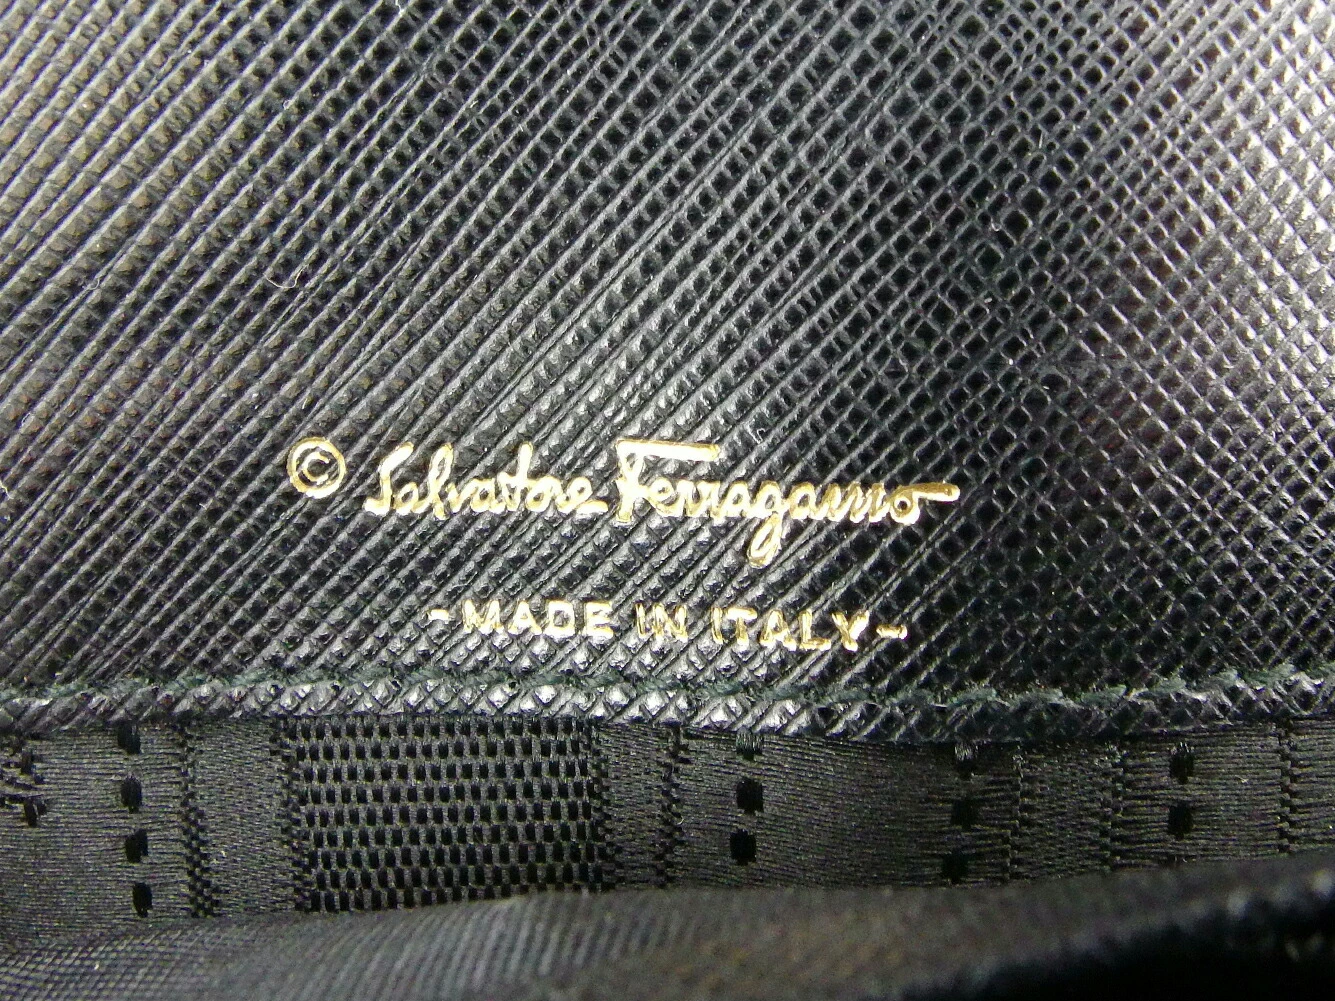 © Salvatore Ferragamo
-MADE IN ITALY-